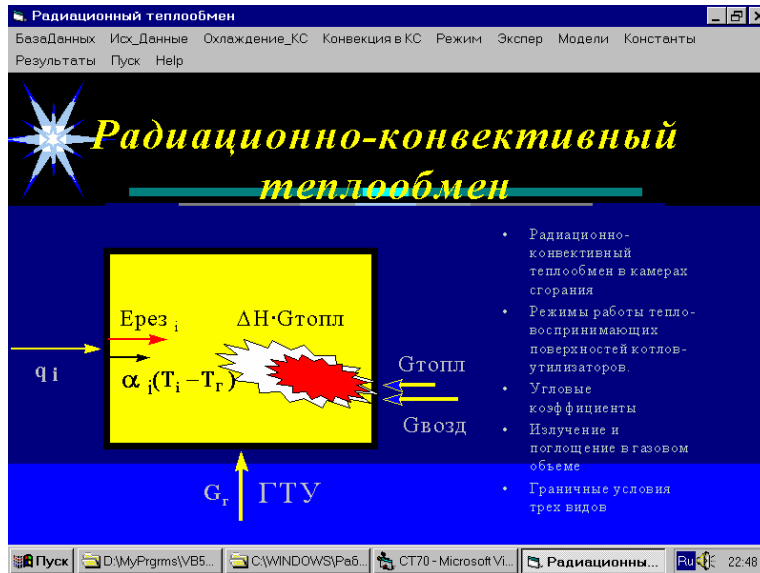 Радиационный теплообмен
БазаДанных Исх_Данные Охлаждение_КС Конвекция в КС Режим Экспер Модели Константы
Результаты Пуск Help
Радиационно-конвективный
теплообмен
• Радиационно-
конвективный
теплообмен в камерах
сгорания
• Режимы работы тепло-
воспринимающих
поверхностей котлов-
утилизаторов.
• Угловые
коэффициенты
• Излучение и
поглощение в газовом
объеме
• Граничные условия
трех видов
Eрез i ΔH·Gтопл
q i
α i(Ti –Tг)
Gтопл
Gвозд
Gг ГТУ
Пуск D:\MyPrgrms\VB5... C:\WINDOWS\Раб... CT70 - Microsoft Vi... Радиационны... Ru 22:48